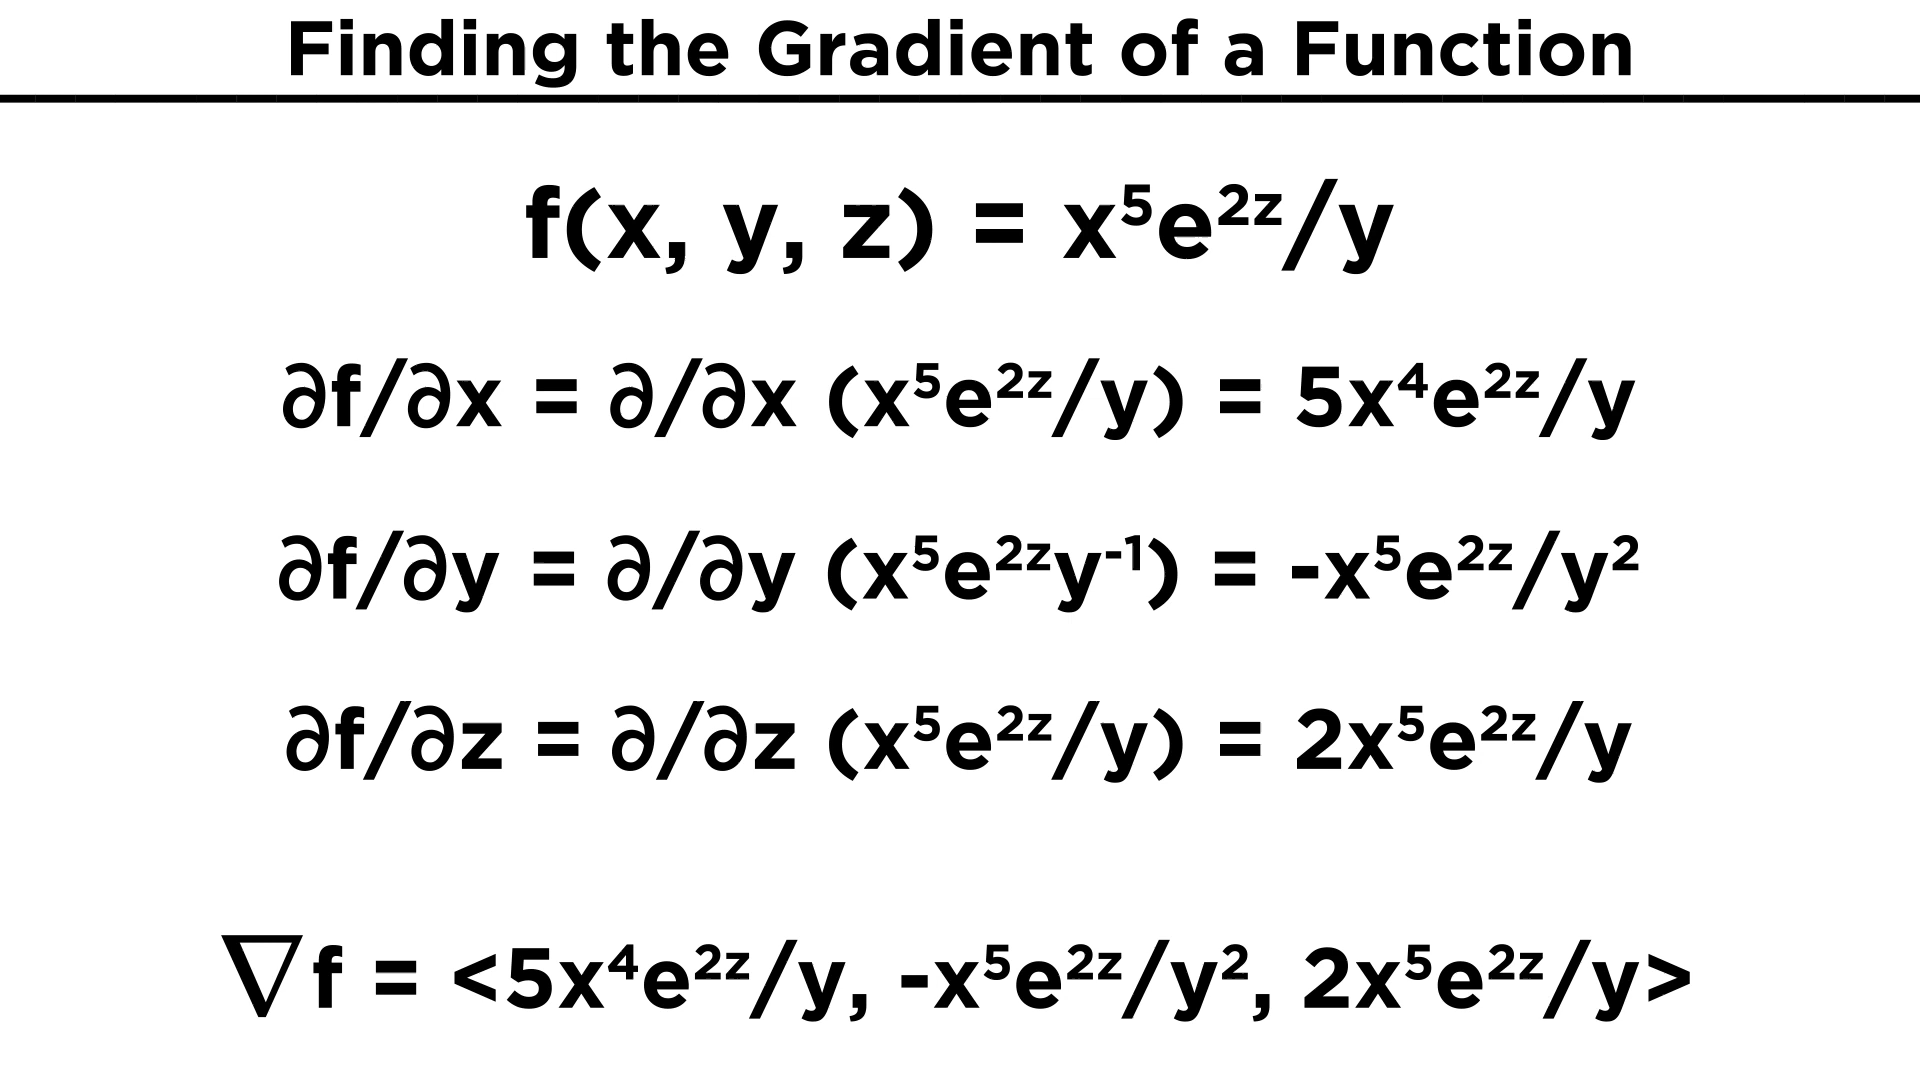 Finding the Gradient of a Function
f(x, y, z) = x⁵e²ᶻ/y
∂f/∂x = ∂/∂x (x⁵e²ᶻ/y) = 5x⁴e²ᶻ/y
∂f/∂y = ∂/∂y (x⁵e²ᶻy⁻¹) = -x⁵e²ᶻ/y²
∂f/∂z = ∂/∂z (x⁵e²ᶻ/y) = 2x⁵e²ᶻ/y
∇f = <5x⁴e²ᶻ/y, -x⁵e²ᶻ/y², 2x⁵e²ᶻ/y>